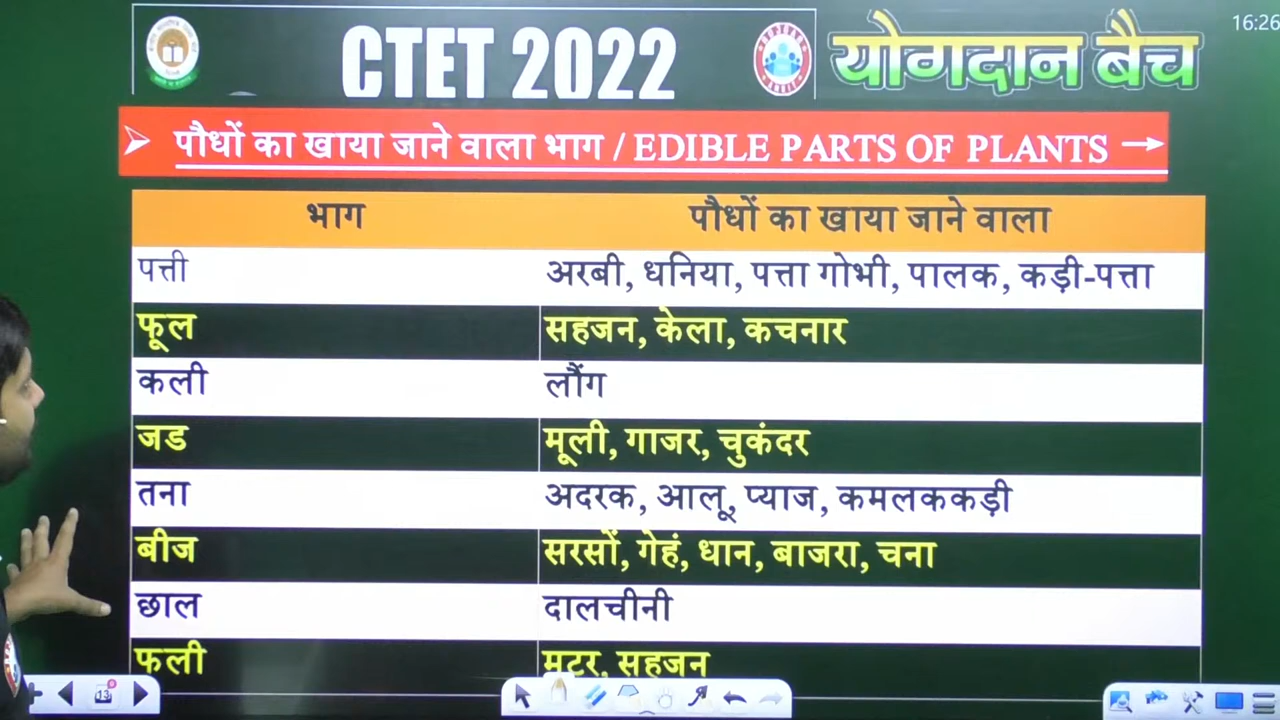 CTET 2022
योगदान बैच
16:26
पौधों का खाया जाने वाला भाग / EDIBLE PARTS OF PLANTS
भाग पौधों का खाया जाने वाला
पत्ती अरबी, धनिया, पत्ता गोभी, पालक, कड़ी-पत्ता
फूल सहजन, केला, कचनार
कली लौंग
जड मूली, गाजर, चुकंदर
तना अदरक, आलू, प्याज, कमलककड़ी
बीज सरसों, गेहं, धान, बाजरा, चना
छाल दालचीनी
फली मटर, सहजन
13